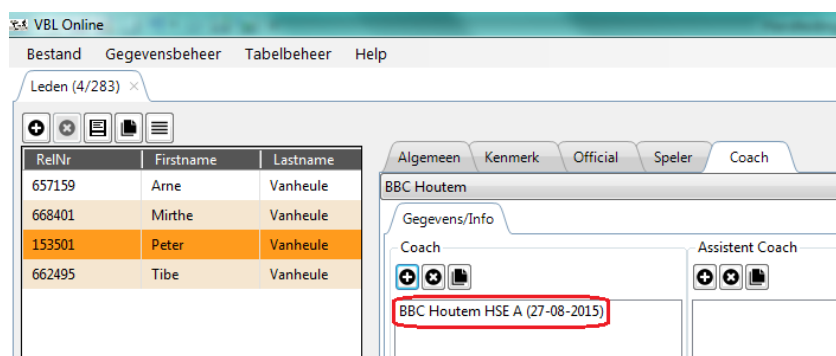 VBL Online
Bestand Gegevensbeheer Tabelbeheer Help
Leden (4/283)
RelNr Firstname Lastname
657159 Arne Vanheule
668401 Mirthe Vanheule
153501 Peter Vanheule
662495 Tibe Vanheule
Algemeen Kenmerk Official Speler Coach
BBC Houtem
Gegevens/Info
Coach
BBC Houtem HSE A (27-08-2015)
Assistent Coach